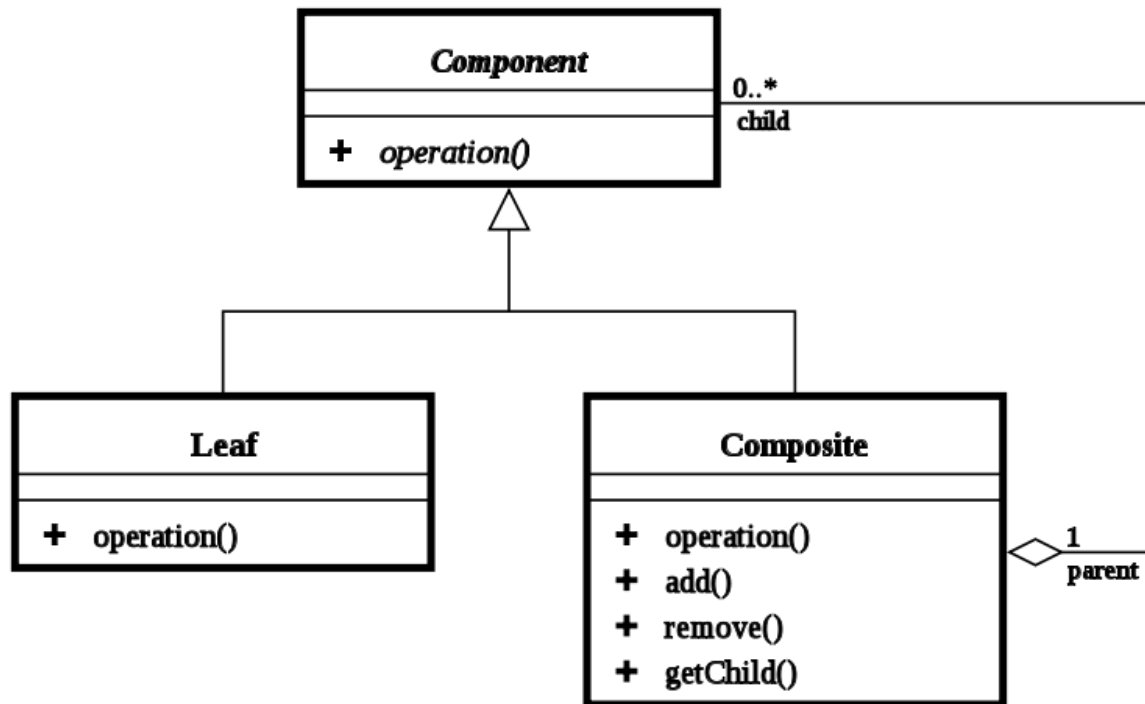 Component
0..*
child
+ operation()
Leaf
+ operation()
Composite
+ operation()
+ add()
+ remove()
+ getChild()
1
parent